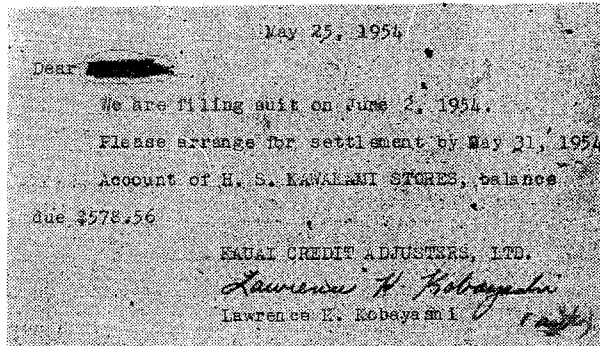 May 25, 1954
Dear
We are filing suit on June 2, 1954.
Please arrange for settlement by May 31, 1954
Account of H. S. KAWAKAMI STORES, balance
due $578.56
KAUAI CREDIT ADJUSTERS, LTD.
Lawrence K Kobayashi
Lawrence K. Kobayashi